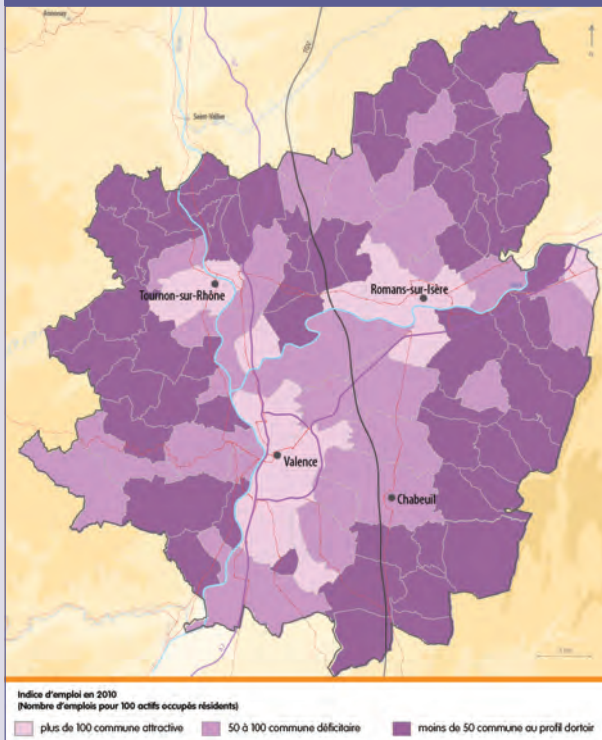 Annonay
Saint-Vallier
Tournon-sur-Rhône
Romans-sur-Isère
Valence
Chabeuil
Indice d'emploi en 2010
(Nombre d'emplois pour 100 actifs occupés résidents)
plus de 100 commune attractive
50 à 100 commune déficitaire
moins de 50 commune au profil dortoir